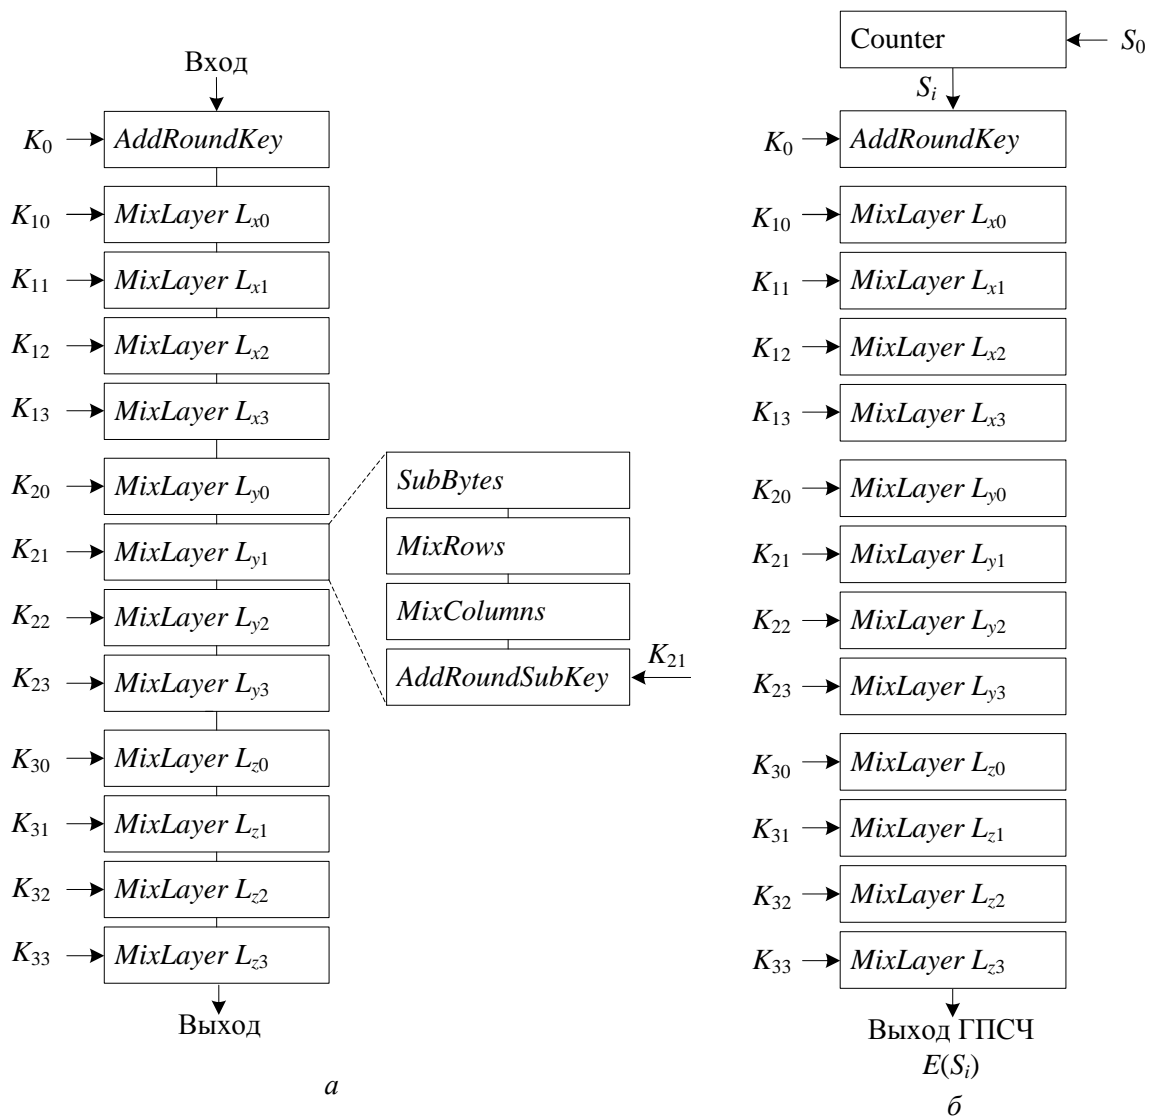 Вход
K0
AddRoundKey
K10
MixLayer Lx0
K11
MixLayer Lx1
K12
MixLayer Lx2
K13
MixLayer Lx3
K20
MixLayer Ly0
K21
MixLayer Ly1
K22
MixLayer Ly2
K23
MixLayer Ly3
K30
MixLayer Lz0
K31
MixLayer Lz1
K32
MixLayer Lz2
K33
MixLayer Lz3
Выход
SubBytes
MixRows
MixColumns
AddRoundSubKey
K21
а
Counter
S0
Si
K0
AddRoundKey
K10
MixLayer Lx0
K11
MixLayer Lx1
K12
MixLayer Lx2
K13
MixLayer Lx3
K20
MixLayer Ly0
K21
MixLayer Ly1
K22
MixLayer Ly2
K23
MixLayer Ly3
K30
MixLayer Lz0
K31
MixLayer Lz1
K32
MixLayer Lz2
K33
MixLayer Lz3
Выход ГПСЧ
E(Si)
б